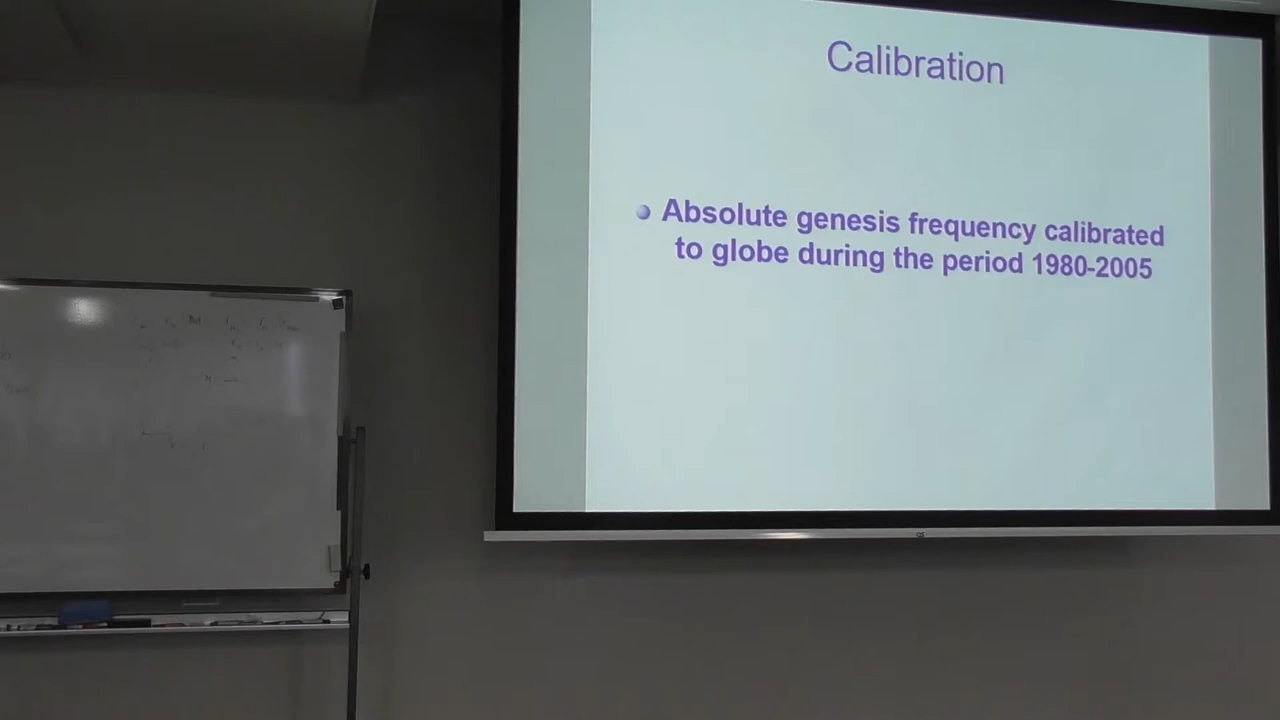 Calibration
Absolute genesis frequency calibrated
to globe during the period 1980-2005